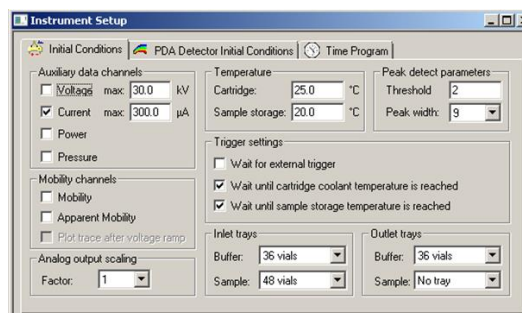 Instrument Setup
Initial Conditions
PDA Detector Initial Conditions
Time Program
Auxiliary data channels
Voltage max: 30.0 kV
Current max: 300.0 µA
Power
Pressure
Mobility channels
Mobility
Apparent Mobility
Plot trace after voltage ramp
Analog output scaling
Factor: 1
Temperature
Cartridge: 25.0 °C
Sample storage: 20.0 °C
Peak detect parameters
Threshold 2
Peak width: 9
Trigger settings
Wait for external trigger
Wait until cartridge coolant temperature is reached
Wait until sample storage temperature is reached
Inlet trays
Buffer: 36 vials
Sample: 48 vials
Outlet trays
Buffer: 36 vials
Sample: No tray